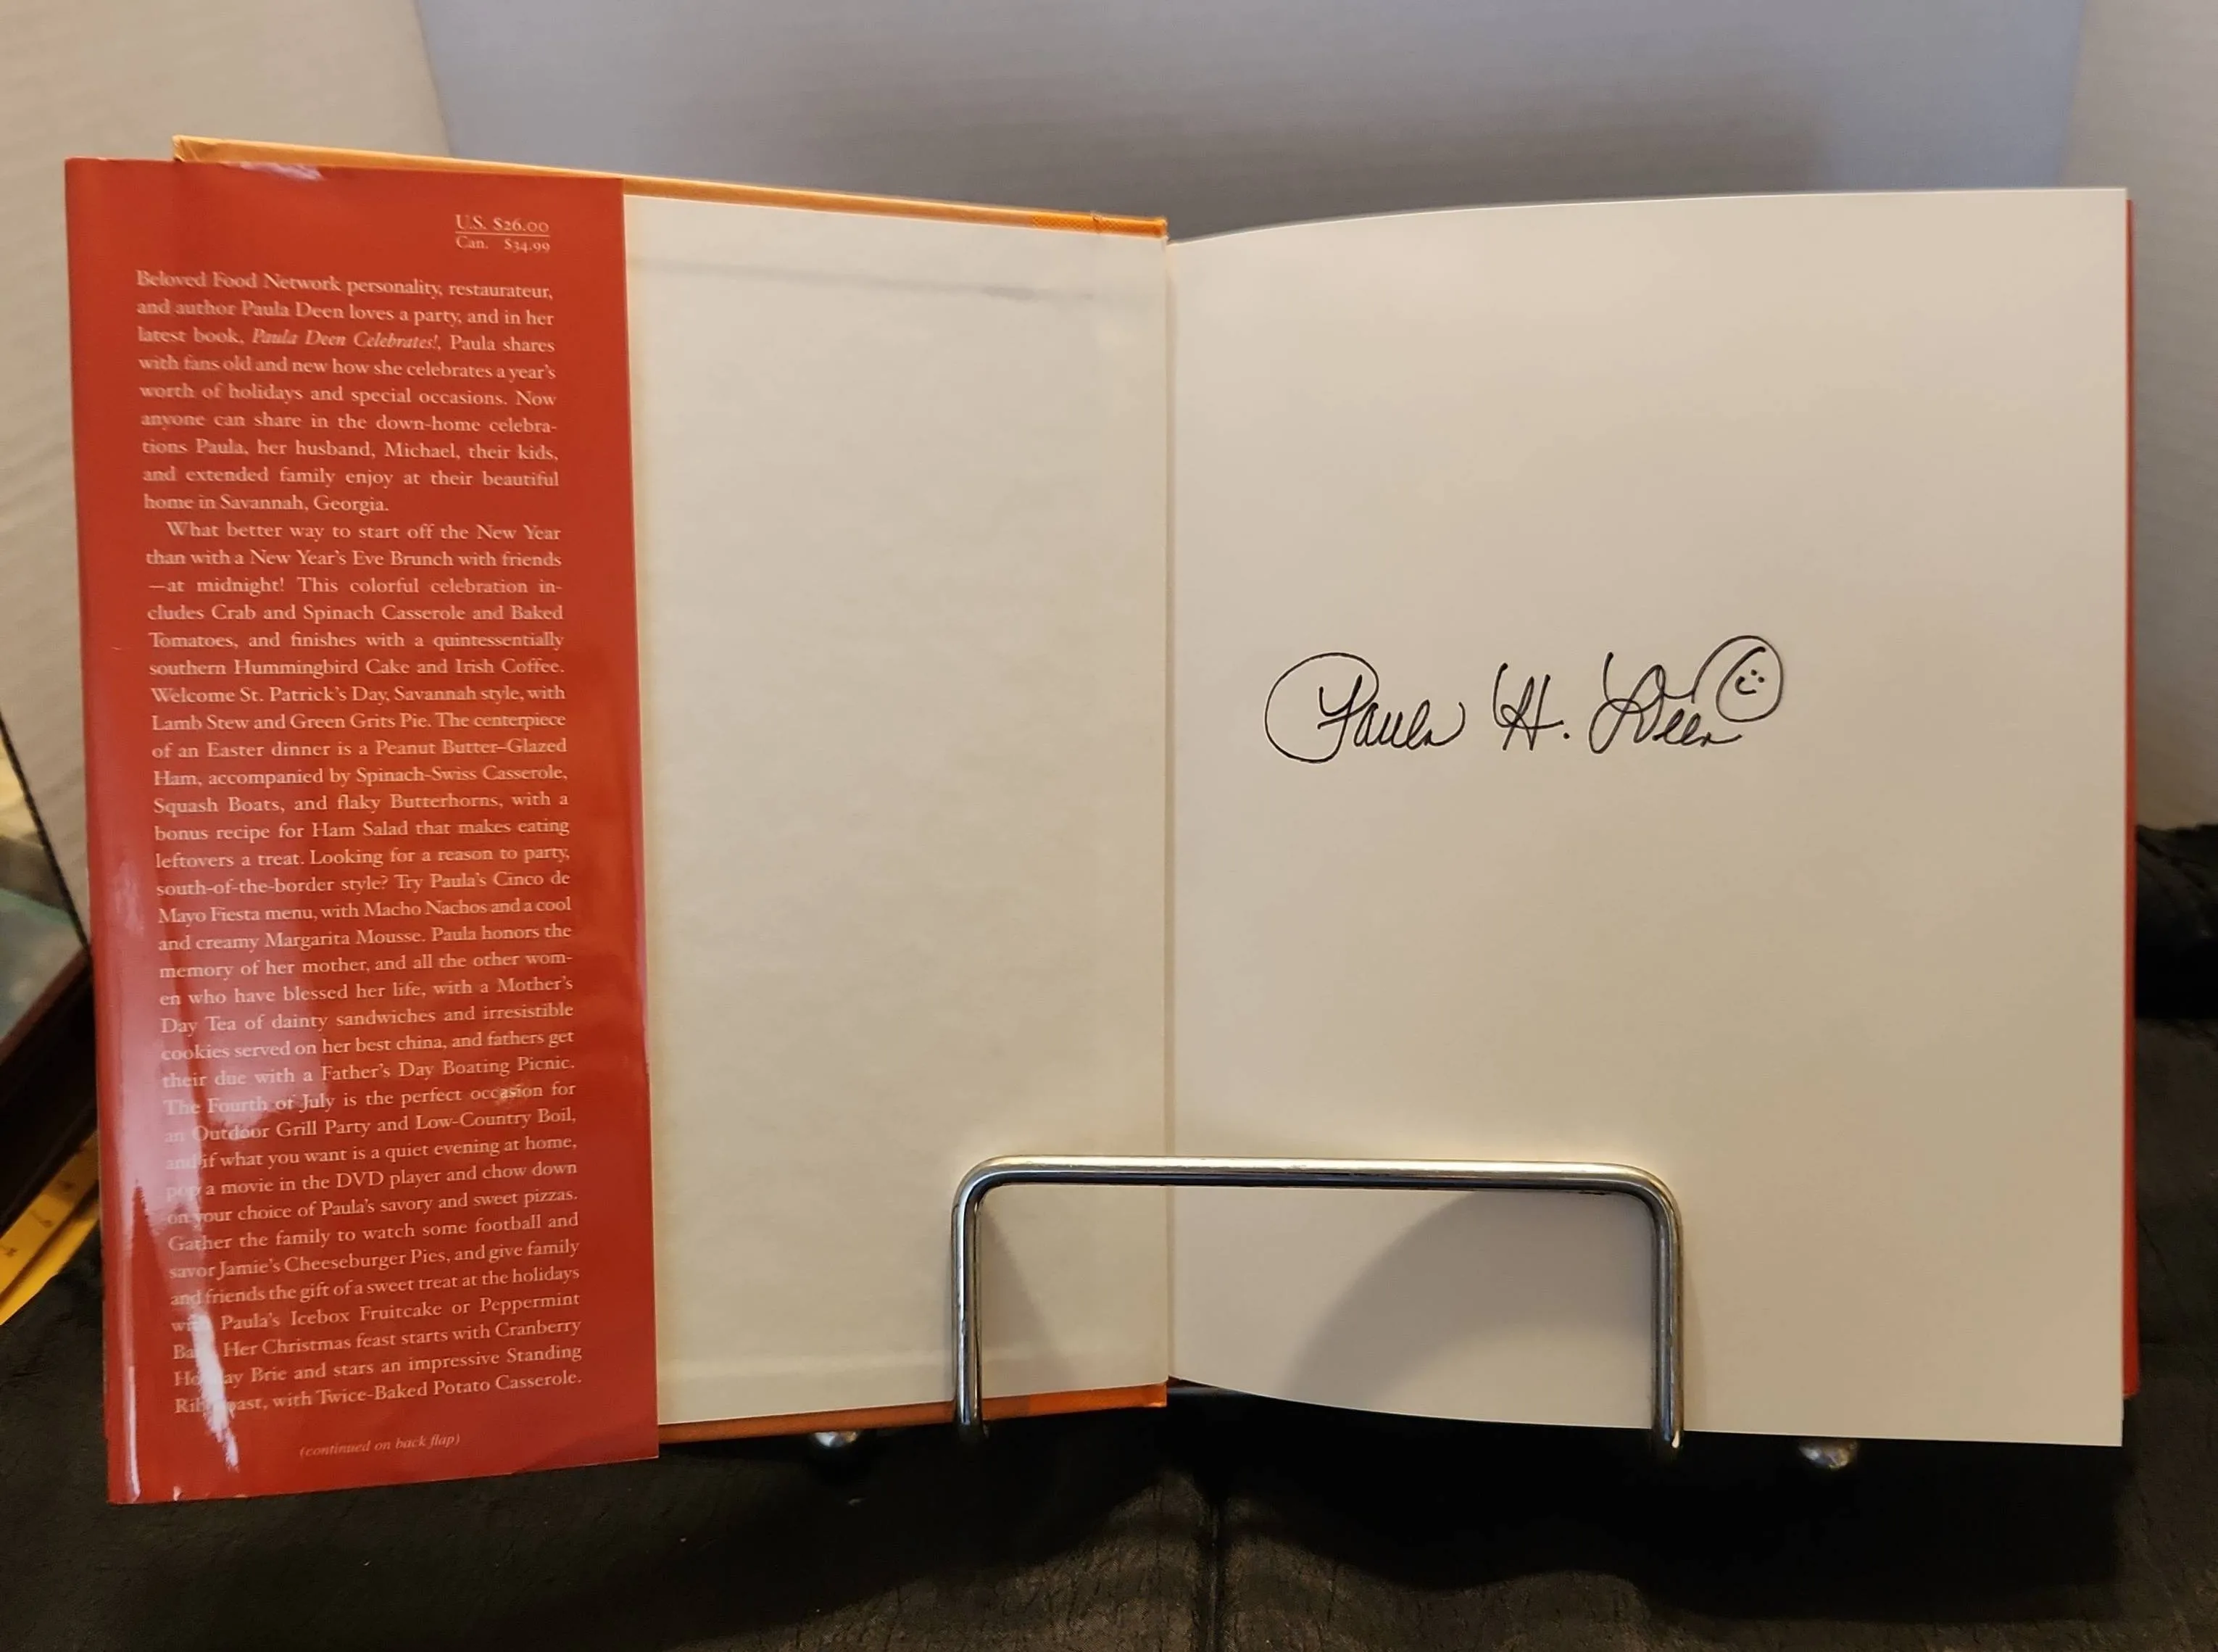 U.S. $26.00
Can. $34.99
Beloved Food Network personality, restaurateur,
and author Paula Deen loves a party, and in her
latest book, Paula Deen Celebrates!, Paula shares
with fans old and new how she celebrates a year's
worth of holidays and special occasions. Now
anyone can share in the down-home celebra-
tions Paula, her husband, Michael, their kids,
and extended family enjoy at their beautiful
home in Savannah, Georgia.
What better way to start off the New Year
than with a New Year's Eve Brunch with friends
—at midnight! This colorful celebration in-
cludes Crab and Spinach Casserole and Baked
Tomatoes, and finishes with a quintessentially
southern Hummingbird Cake and Irish Coffee.
Welcome St. Patrick's Day, Savannah style, with
Lamb Stew and Green Grits Pie. The centerpiece
of an Easter dinner is a Peanut Butter–Glazed
Ham, accompanied by Spinach-Swiss Casserole,
Squash Boats, and flaky Butterhorns, with a
bonus recipe for Ham Salad that makes eating
leftovers a treat. Looking for a reason to party,
south-of-the-border style? Try Paula's Cinco de
Mayo Fiesta menu, with Macho Nachos and a cool
and creamy Margarita Mousse. Paula honors the
memory of her mother, and all the other wom-
en who have blessed her life, with a Mother's
Day Tea of dainty sandwiches and irresistible
cookies served on her best china, and fathers get
their due with a Father's Day Boating Picnic.
The Fourth of July is the perfect occasion for
an Outdoor Grill Party and Low-Country Boil,
and if what you want is a quiet evening at home,
pop a movie in the DVD player and chow down
on your choice of Paula's savory and sweet pizzas.
Gather the family to watch some football and
savor Jamie's Cheeseburger Pies, and give family
and friends the gift of a sweet treat at the holidays
with Paula's Icebox Fruitcake or Peppermint
Her Christmas feast starts with Cranberry
Brie and stars an impressive Standing
with Twice-Baked Potato Casserole.
(continued on back flap)
Paula H. Deen